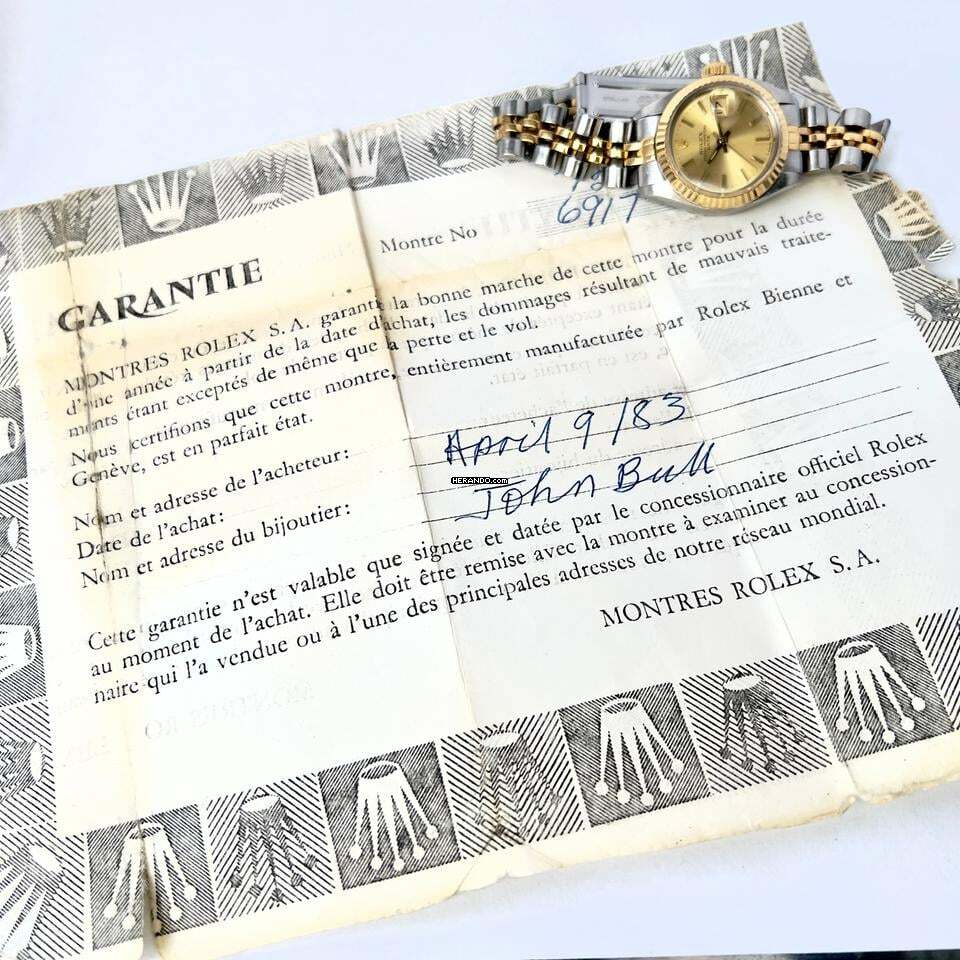 GARANTIE
Montre No 6917
MONTRES ROLEX S.A. garantit la bonne marche de cette montre pour la durée
d'une année à partir de la date d'achat, les dommages résultant de mauvais traite-
ments étant exceptés de même que la perte et le vol.
Nous certifions que cette montre, entièrement manufacturée par Rolex Bienne et
Genève, est en parfait état.
Nom et adresse de l'acheteur:
Date de l'achat: April 9/83
Nom et adresse du bijoutier: John Bull
HERANDO.com
Cette garantie n'est valable que signée et datée par le concessionnaire officiel Rolex
au moment de l'achat. Elle doit être remise avec la montre à examiner au concession-
naire qui l'a vendue ou à l'une des principales adresses de notre réseau mondial.
MONTRES ROLEX S.A.